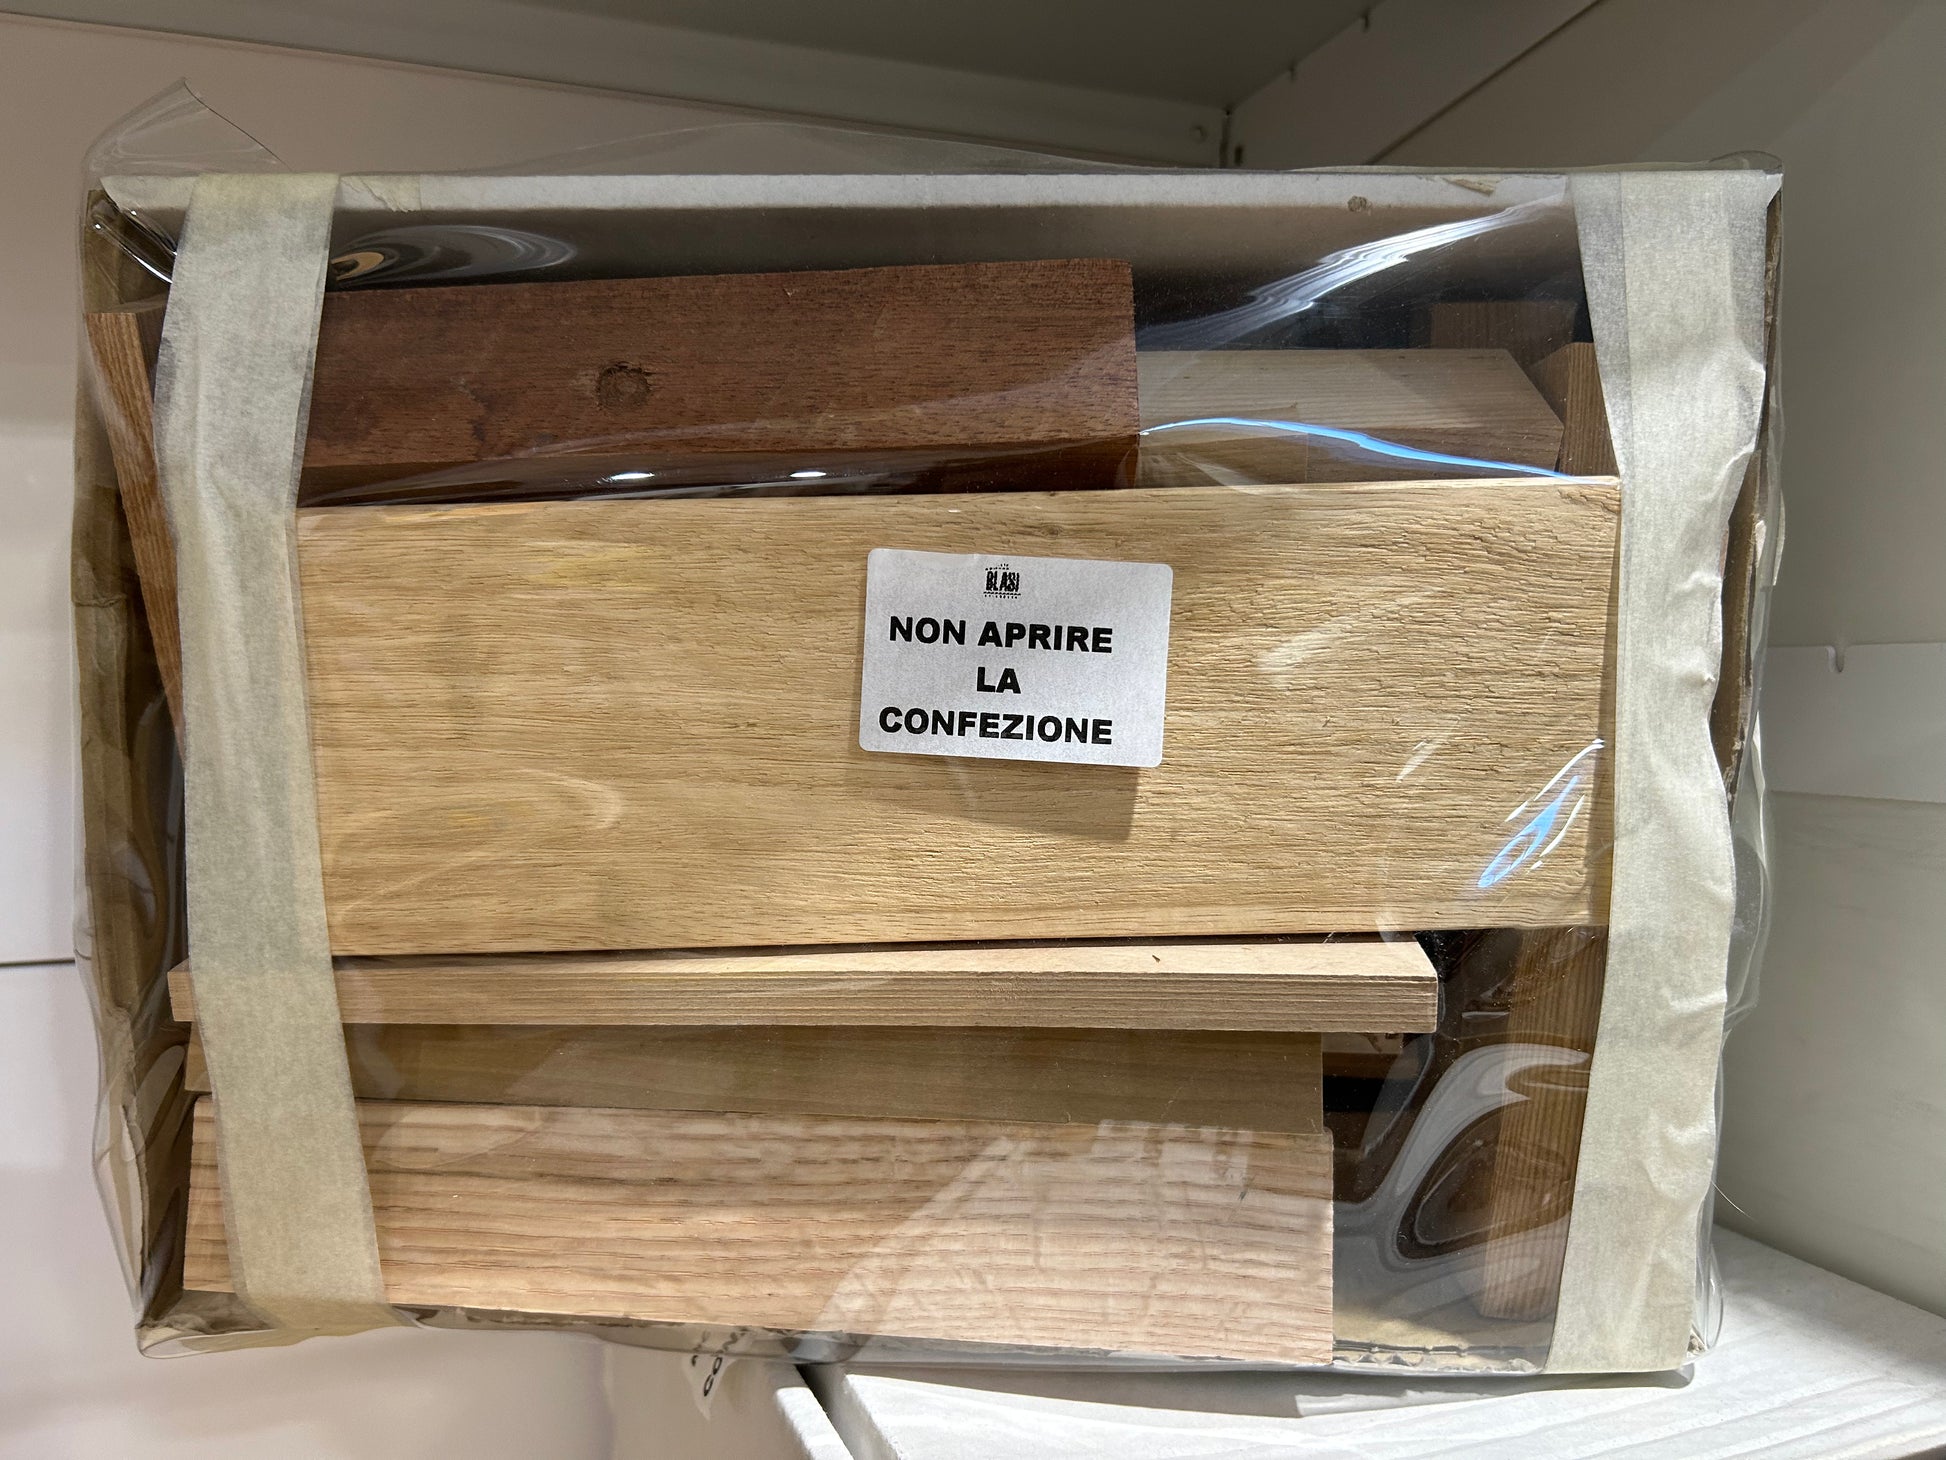 BLASI
NON APRIRE
LA
CONFEZIONE